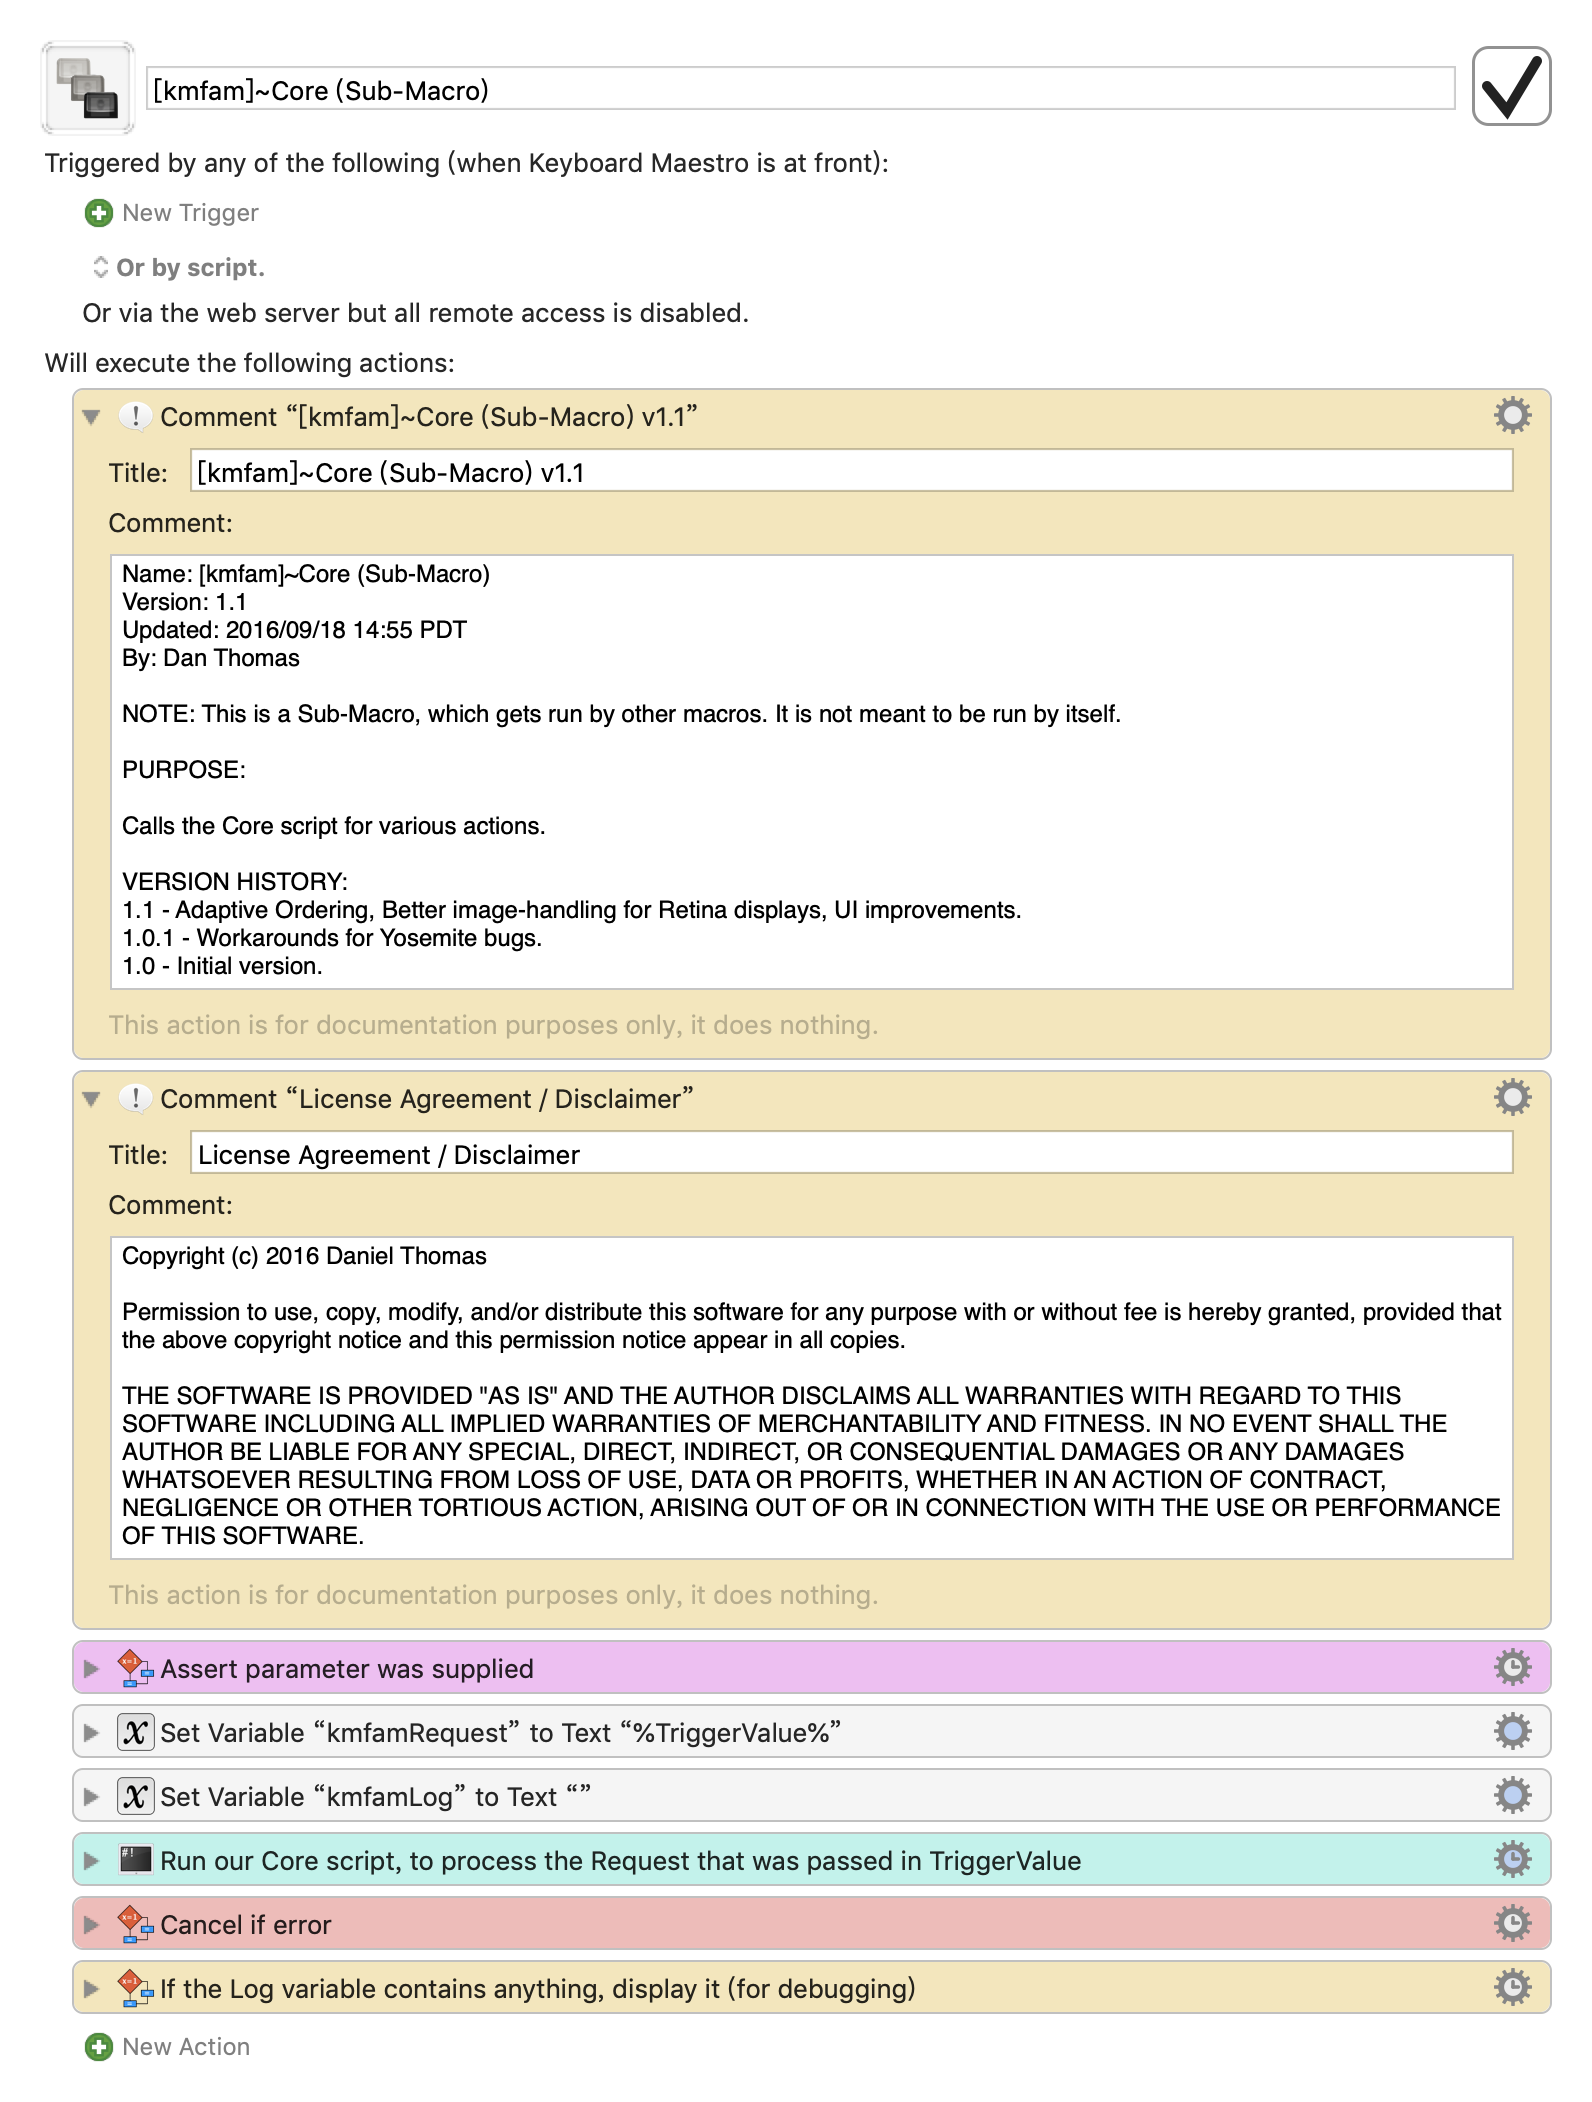 [kmfam]~Core (Sub-Macro)
Triggered by any of the following (when Keyboard Maestro is at front):
New Trigger
Or by script.
Or via the web server but all remote access is disabled.
Will execute the following actions:
Comment “[kmfam]~Core (Sub-Macro) v1.1”
Title: [kmfam]~Core (Sub-Macro) v1.1
Comment:
Name: [kmfam]~Core (Sub-Macro)
Version: 1.1
Updated: 2016/09/18 14:55 PDT
By: Dan Thomas
NOTE: This is a Sub-Macro, which gets run by other macros. It is not meant to be run by itself.
PURPOSE:
Calls the Core script for various actions.
VERSION HISTORY:
1.1 - Adaptive Ordering, Better image-handling for Retina displays, UI improvements.
1.0.1 - Workarounds for Yosemite bugs.
1.0 - Initial version.
This action is for documentation purposes only, it does nothing.
Comment “License Agreement / Disclaimer”
Title: License Agreement / Disclaimer
Comment:
Copyright (c) 2016 Daniel Thomas
Permission to use, copy, modify, and/or distribute this software for any purpose with or without fee is hereby granted, provided that
the above copyright notice and this permission notice appear in all copies.
THE SOFTWARE IS PROVIDED "AS IS" AND THE AUTHOR DISCLAIMS ALL WARRANTIES WITH REGARD TO THIS
SOFTWARE INCLUDING ALL IMPLIED WARRANTIES OF MERCHANTABILITY AND FITNESS. IN NO EVENT SHALL THE
AUTHOR BE LIABLE FOR ANY SPECIAL, DIRECT, INDIRECT, OR CONSEQUENTIAL DAMAGES OR ANY DAMAGES
WHATSOEVER RESULTING FROM LOSS OF USE, DATA OR PROFITS, WHETHER IN AN ACTION OF CONTRACT,
NEGLIGENCE OR OTHER TORTIOUS ACTION, ARISING OUT OF OR IN CONNECTION WITH THE USE OR PERFORMANCE
OF THIS SOFTWARE.
This action is for documentation purposes only, it does nothing.
Assert parameter was supplied
Set Variable “kmfamRequest” to Text “%TriggerValue%”
Set Variable “kmfamLog” to Text “”
Run our Core script, to process the Request that was passed in TriggerValue
Cancel if error
If the Log variable contains anything, display it (for debugging)
New Action